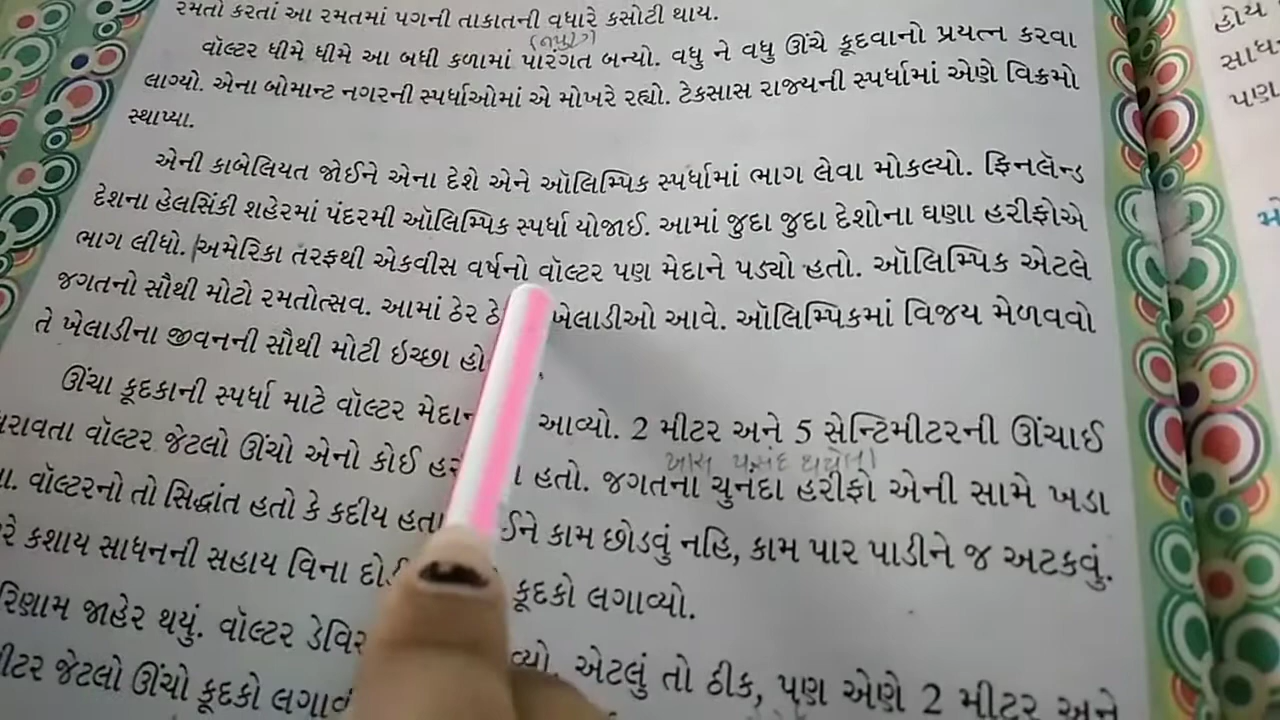 રમતો કરતાં આ રમતમાં પગની તાકાતની વધારે કસોટી થાય.
વૉલ્ટર ધીમે ધીમે આ બધી કળામાં પારંગત બન્યો. વધુ ને વધુ ઊંચે કૂદવાનો પ્રયત્ન કરવા
લાગ્યો. એના બોમાન્ટ નગરની સ્પર્ધાઓમાં એ મોખરે રહ્યો. ટેક્સાસ રાજ્યની સ્પર્ધામાં એણે વિક્રમો
સ્થાપ્યા.
એની કાબેલિયત જોઈને એના દેશે એને ઑલિમ્પિક સ્પર્ધામાં ભાગ લેવા મોકલ્યો. ફિનલૅન્ડ
દેશના હેલસિંકી શહેરમાં પંદરમી ઑલિમ્પિક સ્પર્ધા યોજાઈ. આમાં જુદા જુદા દેશોના ઘણા હરીફોએ
ભાગ લીધો. અમેરિકા તરફથી એકવીસ વર્ષનો વૉલ્ટર પણ મેદાને પડ્યો હતો. ઑલિમ્પિક એટલે
જગતનો સૌથી મોટો રમતોત્સવ. આમાં ઠેર ખેલાડીઓ આવે. ઑલિમ્પિકમાં વિજય મેળવવો
તે ખેલાડીના જીવનની સૌથી મોટી ઇચ્છા
ઊંચા કૂદકાની સ્પર્ધા માટે વૉલ્ટર આવ્યો. 2 મીટર અને 5 સેન્ટિમીટરની ઊંચાઈ
વૉલ્ટર જેટલો ઊંચો એનો કોઈ હતો. જગતના ચુનંદા હરીફો એની સામે ખડા
ખાસ પસંદ થયેલા
વૉલ્ટરનો તો સિદ્ધાંત હતો કે કદીય કામ છોડવું નહિ, કામ પાર પાડીને જ અટકવું.
કશાય સાધનની સહાય વિના કૂદકો લગાવ્યો.
જાહેર થયું. વૉલ્ટર એટલું તો ઠીક, પણ એણે 2 મીટર અને
જેટલો ઊંચો કૂદકો
હોય
પણ